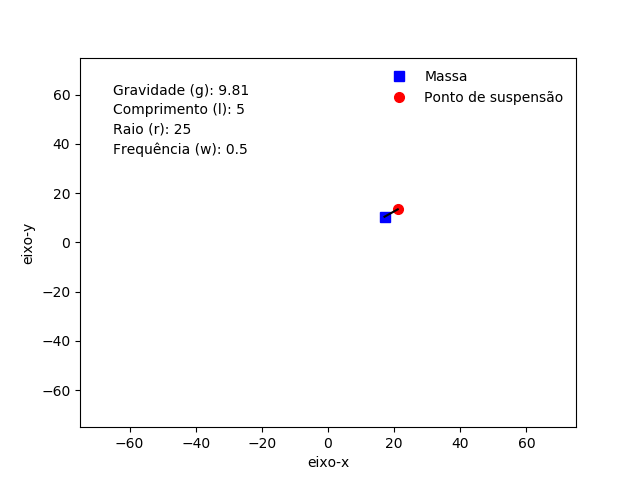 Gravidade (g): 9.81
Comprimento (l): 5
Raio (r): 25
Frequência (w): 0.5
Massa
Ponto de suspensão
60
40
20
0
−20
−40
−60
eixo-y
−60 −40 −20 0 20 40 60
eixo-x